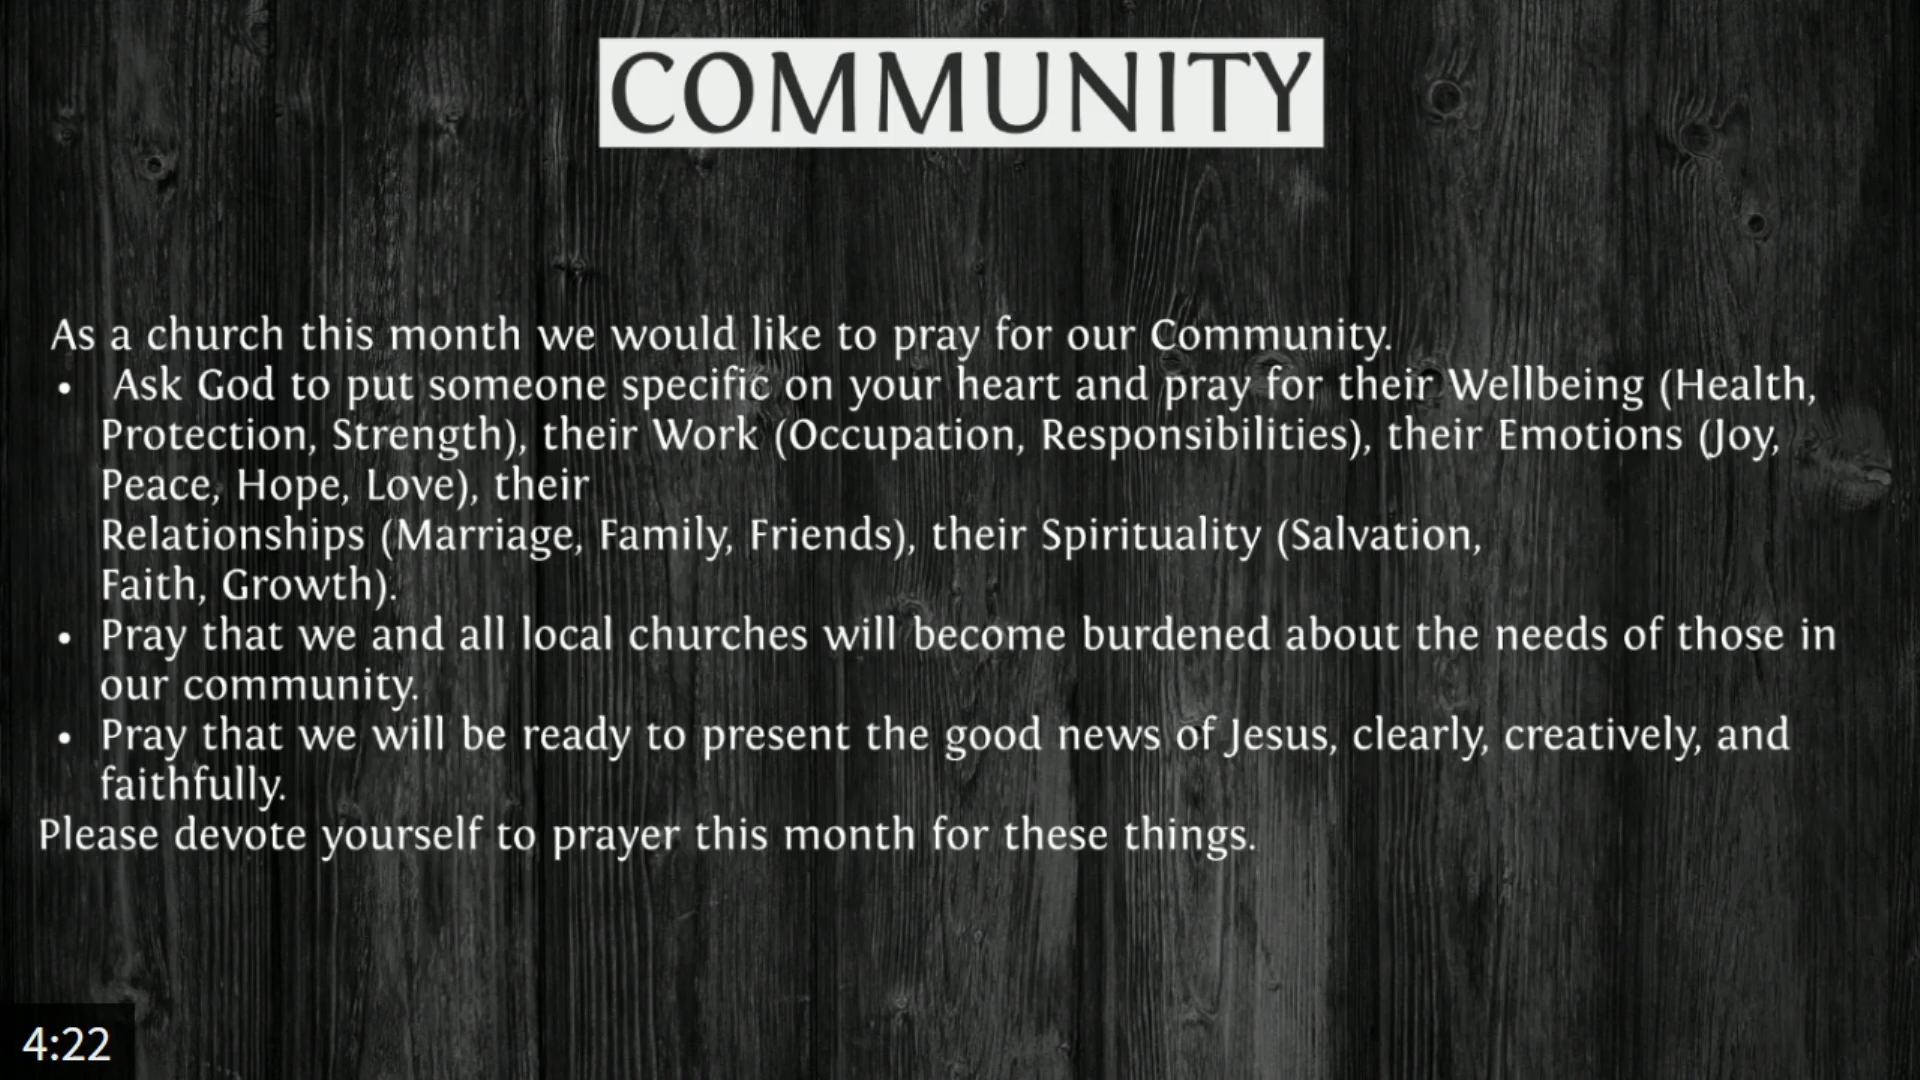 COMMUNITY
As a church this month we would like to pray for our Community.
• Ask God to put someone specific on your heart and pray for their Wellbeing (Health,
Protection, Strength), their Work (Occupation, Responsibilities), their Emotions (Joy,
Peace, Hope, Love), their
Relationships (Marriage, Family, Friends), their Spirituality (Salvation,
Faith, Growth).
• Pray that we and all local churches will become burdened about the needs of those in
our community.
• Pray that we will be ready to present the good news of Jesus, clearly, creatively, and
faithfully.
Please devote yourself to prayer this month for these things.
4:22